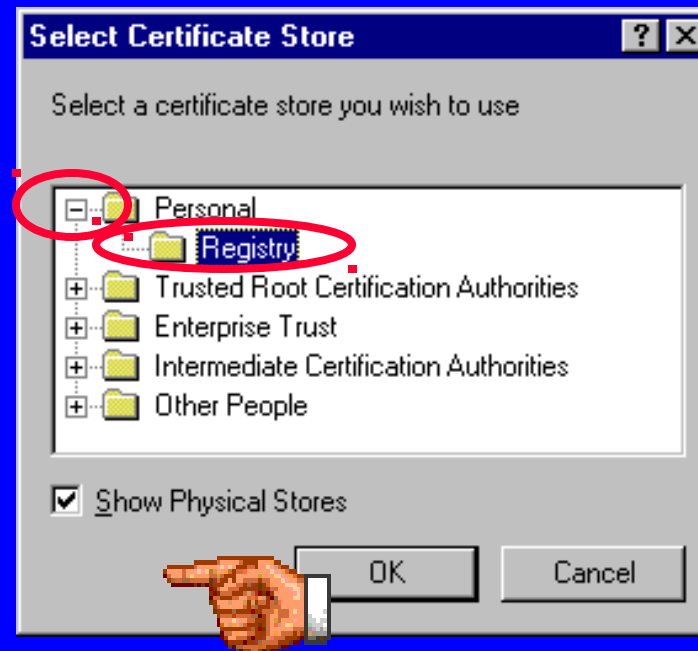 Select Certificate Store
Select a certificate store you wish to use
Personal
Registry
Trusted Root Certification Authorities
Enterprise Trust
Intermediate Certification Authorities
Other People
Show Physical Stores
OK Cancel